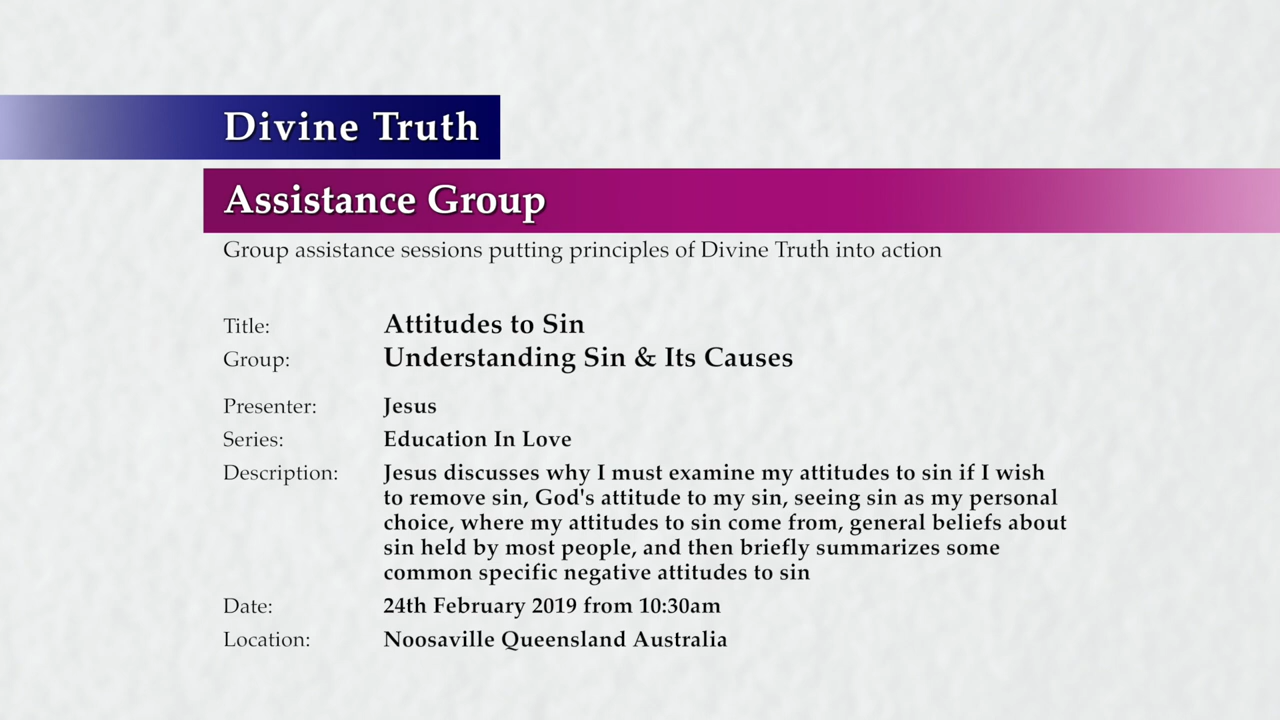 Divine Truth
Assistance Group
Group assistance sessions putting principles of Divine Truth into action
Title: Attitudes to Sin
Group: Understanding Sin & Its Causes
Presenter: Jesus
Series: Education In Love
Description: Jesus discusses why I must examine my attitudes to sin if I wish
to remove sin, God's attitude to my sin, seeing sin as my personal
choice, where my attitudes to sin come from, general beliefs about
sin held by most people, and then briefly summarizes some
common specific negative attitudes to sin
Date: 24th February 2019 from 10:30am
Location: Noosaville Queensland Australia